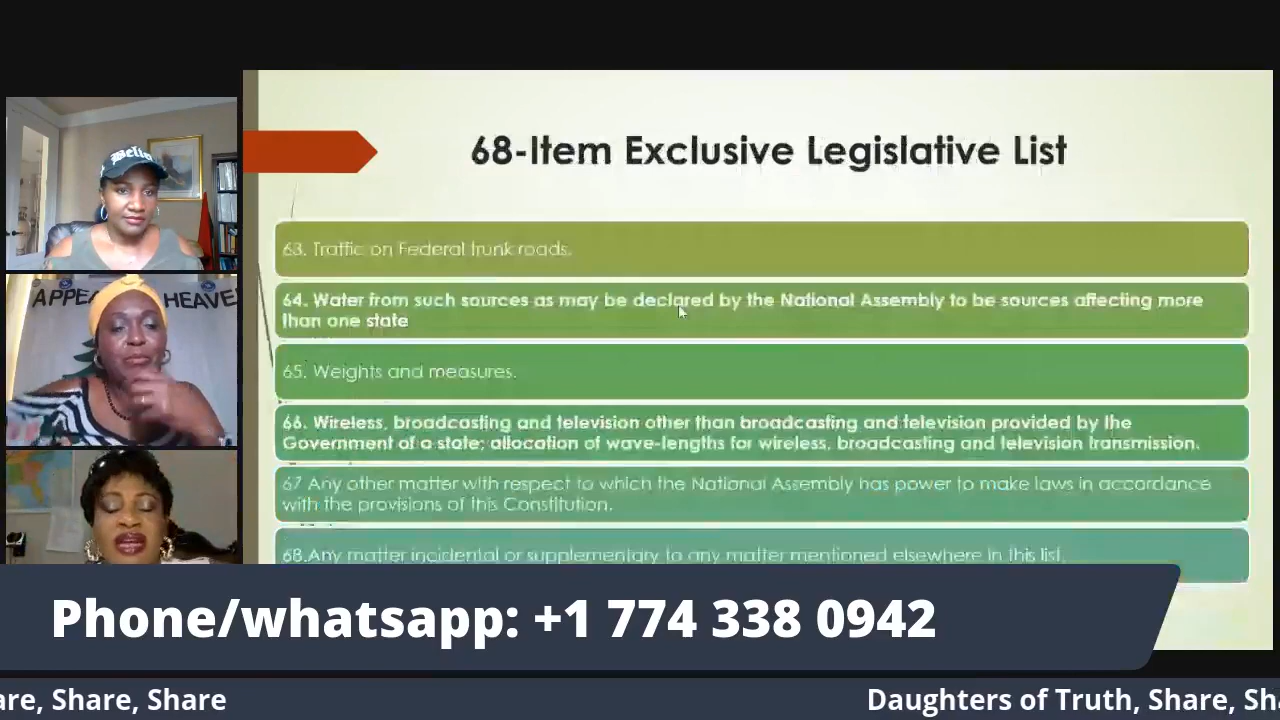 68-Item Exclusive Legislative List
63. Traffic on Federal trunk roads.
64. Water from such sources as may be declared by the National Assembly to be sources affecting more
than one state
65. Weights and measures.
66. Wireless, broadcasting and television other than broadcasting and television provided by the
Government of a state; allocation of wave-lengths for wireless, broadcasting and television transmission.
67 Any other matter with respect to which the National Assembly has power to make laws in accordance
with the provisions of this Constitution.
68.Any matter incidental or supplementary to any matter mentioned elsewhere in this list.
APPE HEAVE
Phone/whatsapp: +1 774 338 0942
are, Share, Share
Daughters of Truth, Share, Sh